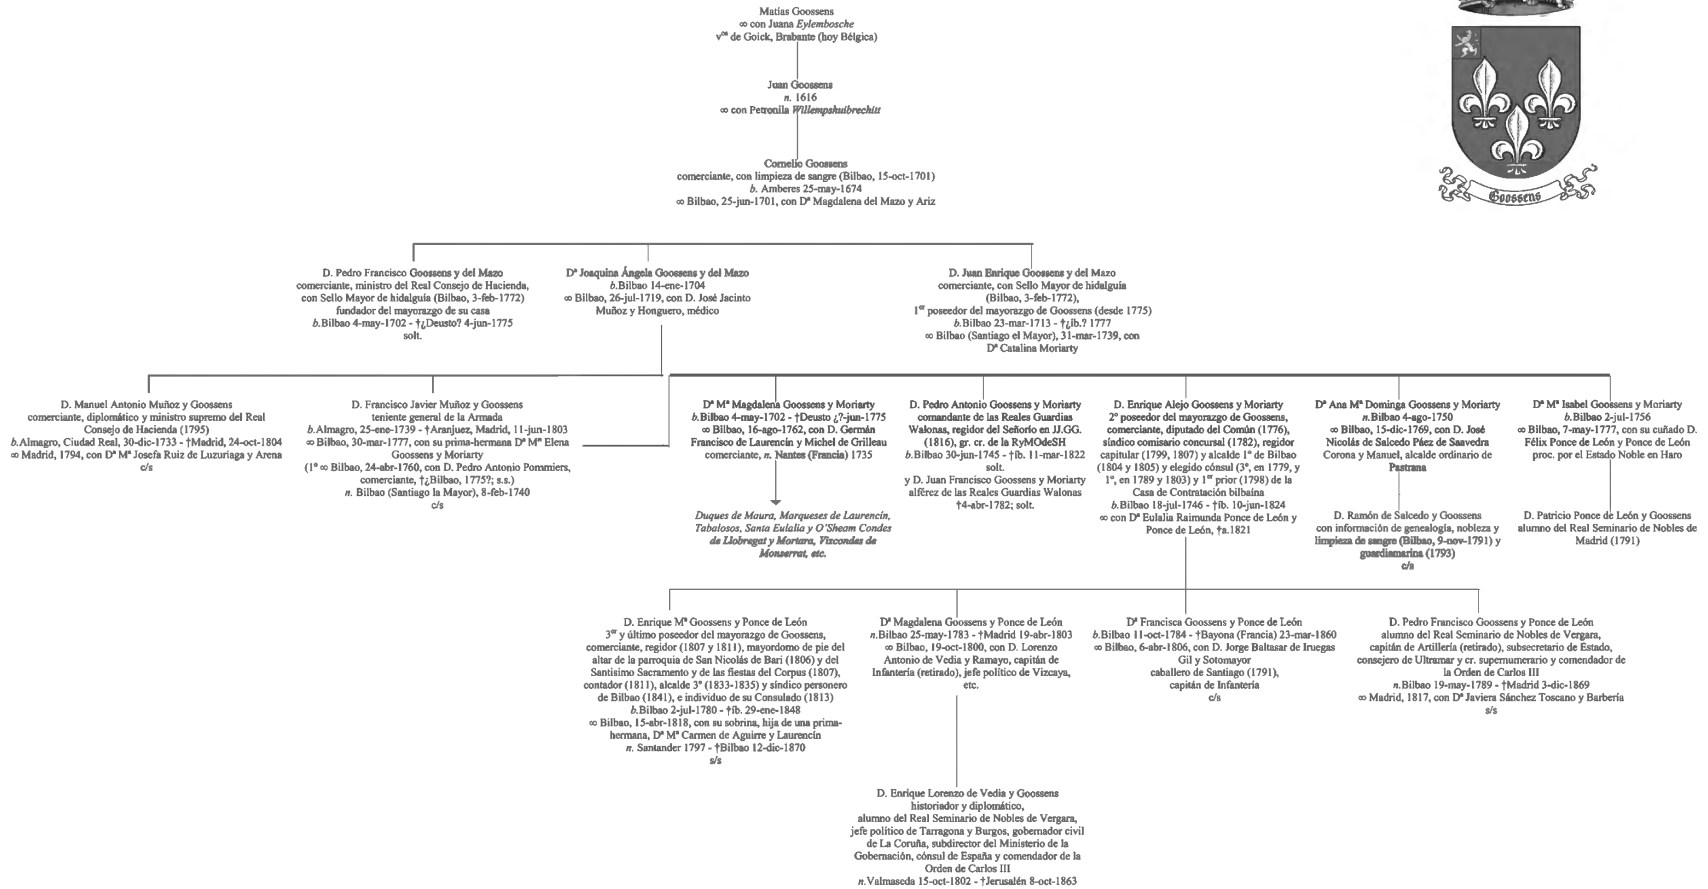 Matias Goossens
∞ con Juana Eylembosche
vos de Goick, Brabante (hoy Bélgica)
Juan Goossens
n. 1616
∞ con Petronila Willempshuibrechitt
Cornelio Goossens
comerciante, con limpieza de sangre (Bilbao, 15-oct-1701)
b. Amberes 25-may-1674
∞ Bilbao, 25-jun-1701, con Dª Magdalena del Mazo y Ariz
Goossens
D. Pedro Francisco Goossens y del Mazo
comerciante, ministro del Real Consejo de Hacienda,
con Sello Mayor de hidalguía (Bilbao, 3-feb-1772)
fundador del mayorazgo de su casa
b.Bilbao 4-may-1702 - †¿Deusto? 4-jun-1775
solt.
Dª Joaquina Ángela Goossens y del Mazo
b.Bilbao 14-ene-1704
∞ Bilbao, 26-jul-1719, con D. José Jacinto
Muñoz y Honguero, médico
D. Juan Enrique Goossens y del Mazo
comerciante, con Sello Mayor de hidalguía
(Bilbao, 3-feb-1772),
1er poseedor del mayorazgo de Goossens (desde 1775)
b.Bilbao 23-mar-1713 - †¿íb.? 1777
∞ Bilbao (Santiago el Mayor), 31-mar-1739, con
Dª Catalina Moriarty
D. Manuel Antonio Muñoz y Goossens
comerciante, diplomático y ministro supremo del Real
Consejo de Hacienda (1795)
b.Almagro, Ciudad Real, 30-dic-1733 - †Madrid, 24-oct-1804
∞ Madrid, 1794, con Dª Mª Josefa Ruiz de Luzuriaga y Arena
c/s
D. Francisco Javier Muñoz y Goossens
teniente general de la Armada
b.Almagro, 25-ene-1739 - †Aranjuez, Madrid, 11-jun-1803
∞ Bilbao, 30-mar-1777, con su prima-hermana Dª Mª Elena
Goossens y Moriarty
(1º ∞ Bilbao, 24-abr-1760, con D. Pedro Antonio Pommiers,
comerciante, †¿Bilbao, 1775?; s.s.)
n. Bilbao (Santiago la Mayor), 8-feb-1740
c/s
Dª Mª Magdalena Goossens y Moriarty
b.Bilbao 4-may-1702 - †Deusto ¿?-jun-1775
∞ Bilbao, 16-ago-1762, con D. Germán
Francisco de Laurencín y Michel de Grilleau
comerciante, n. Nantes (Francia) 1735
Duques de Maura, Marqueses de Laurencín,
Tabalosos, Santa Eulalia y O'Sheam Condes
de Llobregat y Mortara, Vizcondes de
Monserrat, etc.
D. Pedro Antonio Goossens y Moriarty
comandante de las Reales Guardias
Walonas, regidor del Señorío en JJ.GG.
(1816), gr. cr. de la RyMOdeSH
b.Bilbao 30-jun-1745 - †íb. 11-mar-1822
solt.
y D. Juan Francisco Goossens y Moriarty
alférez de las Reales Guardias Walonas
†4-abr-1782; solt.
D. Enrique Alejo Goossens y Moriarty
2º poseedor del mayorazgo de Goossens,
comerciante, diputado del Común (1776),
síndico comisario concursal (1782), regidor
capitular (1799, 1807) y alcalde 1º de Bilbao
(1804 y 1805) y elegido cónsul (3º, en 1779, y
1º, en 1789 y 1803) y 1er prior (1798) de la
Casa de Contratación bilbaína
b.Bilbao 18-jul-1746 - †íb. 10-jun-1824
∞ con Dª Eulalia Raimunda Ponce de León y
Ponce de León, †a.1821
Dª Ana Mª Dominga Goossens y Moriarty
n.Bilbao 4-ago-1750
∞ Bilbao, 15-dic-1769, con D. José
Nicolás de Salcedo Páez de Saavedra
Corona y Manuel, alcalde ordinario de
Pastrana
D. Ramón de Salcedo y Goossens
con información de genealogía, nobleza y
limpieza de sangre (Bilbao, 9-nov-1791) y
guardiamarina (1793)
c/s
Dª Mª Isabel Goossens y Moriarty
b.Bilbao 2-jul-1756
∞ Bilbao, 7-may-1777, con su cuñado D.
Félix Ponce de León y Ponce de León
proc. por el Estado Noble en Haro
D. Patricio Ponce de León y Goossens
alumno del Real Seminario de Nobles de
Madrid (1791)
D. Enrique Mª Goossens y Ponce de León
3er y último poseedor del mayorazgo de Goossens,
comerciante, regidor (1807 y 1811), mayordomo de pie del
altar de la parroquia de San Nicolás de Bari (1806) y del
Santísimo Sacramento y de las fiestas del Corpus (1807),
contador (1811), alcalde 3º (1833-1835) y síndico personero
de Bilbao (1841), e individuo de su Consulado (1813)
b.Bilbao 2-jul-1780 - †íb. 29-ene-1848
∞ Bilbao, 15-abr-1818, con su sobrina, hija de una prima-
hermana, Dª Mª Carmen de Aguirre y Laurencín
n. Santander 1797 - †Bilbao 12-dic-1870
s/s
Dª Magdalena Goossens y Ponce de León
n.Bilbao 25-may-1783 - †Madrid 19-abr-1803
∞ Bilbao, 19-oct-1800, con D. Lorenzo
Antonio de Vedia y Ramayo, capitán de
Infantería (retirado), jefe político de Vizcaya,
etc.
Dª Francisca Goossens y Ponce de León
b.Bilbao 11-oct-1784 - †Bayona (Francia) 23-mar-1860
∞ Bilbao, 6-abr-1806, con D. Jorge Baltasar de Iruegas
Gil y Sotomayor
caballero de Santiago (1791),
capitán de Infantería
c/s
D. Pedro Francisco Goossens y Ponce de León
alumno del Real Seminario de Nobles de Vergara,
capitán de Artillería (retirado), subsecretario de Estado,
consejero de Ultramar y cr. supernumerario y comendador de
la Orden de Carlos III
n.Bilbao 19-may-1789 - †Madrid 3-dic-1869
∞ Madrid, 1817, con Dª Javiera Sánchez Toscano y Barbería
s/s
D. Enrique Lorenzo de Vedia y Goossens
historiador y diplomático,
alumno del Real Seminario de Nobles de Vergara,
jefe político de Tarragona y Burgos, gobernador civil
de La Coruña, subdirector del Ministerio de la
Gobernación, cónsul de España y comendador de la
Orden de Carlos III
n.Valmaseda 15-oct-1802 - †Jerusalén 8-oct-1863